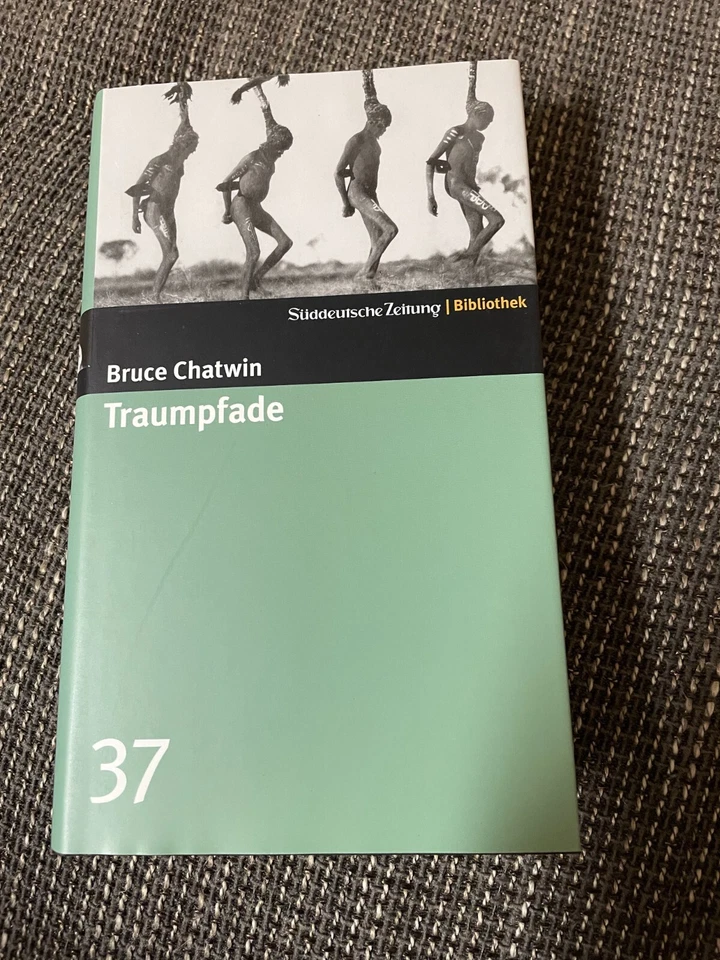 Süddeutsche Zeitung | Bibliothek
Bruce Chatwin
Traumpfade
37